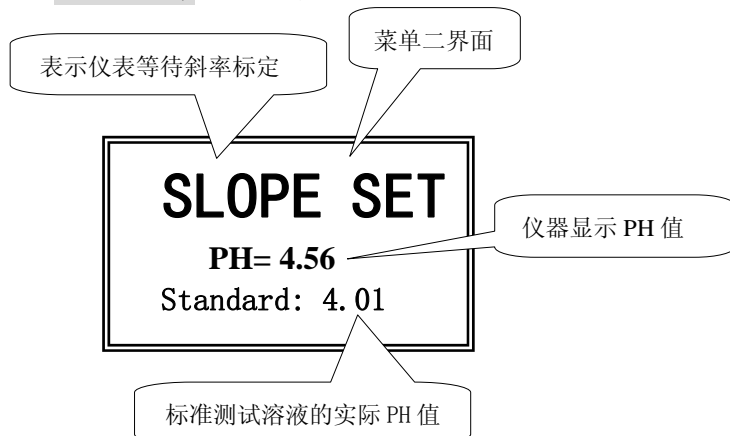 菜单二界面
表示仪表等待斜率标定
SLOPE SET
仪器显示 PH 值
PH= 4.56
Standard: 4.01
标准测试溶液的实际 PH 值